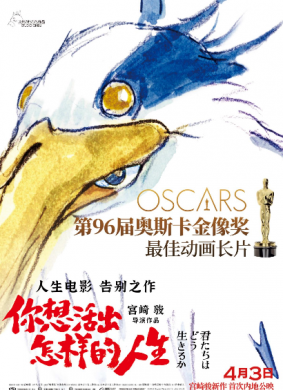 OSCARS
第96届奥斯卡金像奖
最佳动画长片
人生电影 告别之作
你想活出
怎样的人生
宮﨑 駿
导演作品
君たちは
どう
生きるか
4月3日
宫崎骏新作 首次内地公映